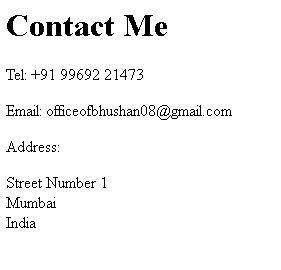 Contact Me
Tel: +91 99692 21473
Email: officeofbhushan08@gmail.com
Address:
Street Number 1
Mumbai
India